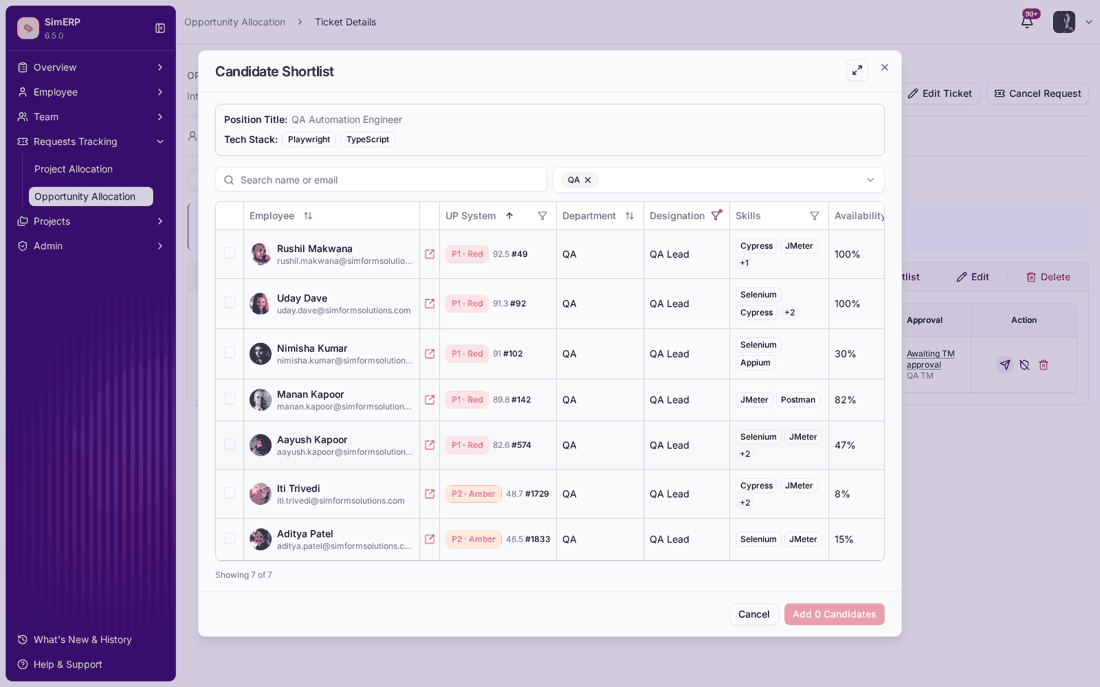 SimERP
6.5.0
Overview
Employee
Team
Requests Tracking
Project Allocation
Opportunity Allocation
Projects
Admin
What's New & History
Help & Support
Opportunity Allocation > Ticket Details
99+
Edit Ticket
Cancel Request
Candidate Shortlist
Position Title: QA Automation Engineer
Tech Stack: Playwright TypeScript
Search name or email
QA
Employee UP System Department Designation Skills Availability
Rushil Makwana
rushil.makwana@simformsolutio...
P1 · Red 92.5 #49 QA QA Lead Cypress JMeter +1 100%
Uday Dave
uday.dave@simformsolutions.com
P1 · Red 91.3 #92 QA QA Lead Selenium Cypress +2 100%
Nimisha Kumar
nimisha.kumar@simformsolution...
P1 · Red 91 #102 QA QA Lead Selenium Appium 30%
Manan Kapoor
manan.kapoor@simformsolution...
P1 · Red 89.8 #142 QA QA Lead JMeter Postman 82%
Aayush Kapoor
aayush.kapoor@simformsolution...
P1 · Red 82.6 #574 QA QA Lead Selenium JMeter +2 47%
Iti Trivedi
iti.trivedi@simformsolutions.com
P2 · Amber 48.7 #1729 QA QA Lead Cypress JMeter +2 8%
Aditya Patel
aditya.patel@simformsolutions.c...
P2 · Amber 46.5 #1833 QA QA Lead Selenium JMeter 15%
Showing 7 of 7
Cancel
Add 0 Candidates
Edit
Delete
Approval Action
Awaiting TM
approval
QA TM